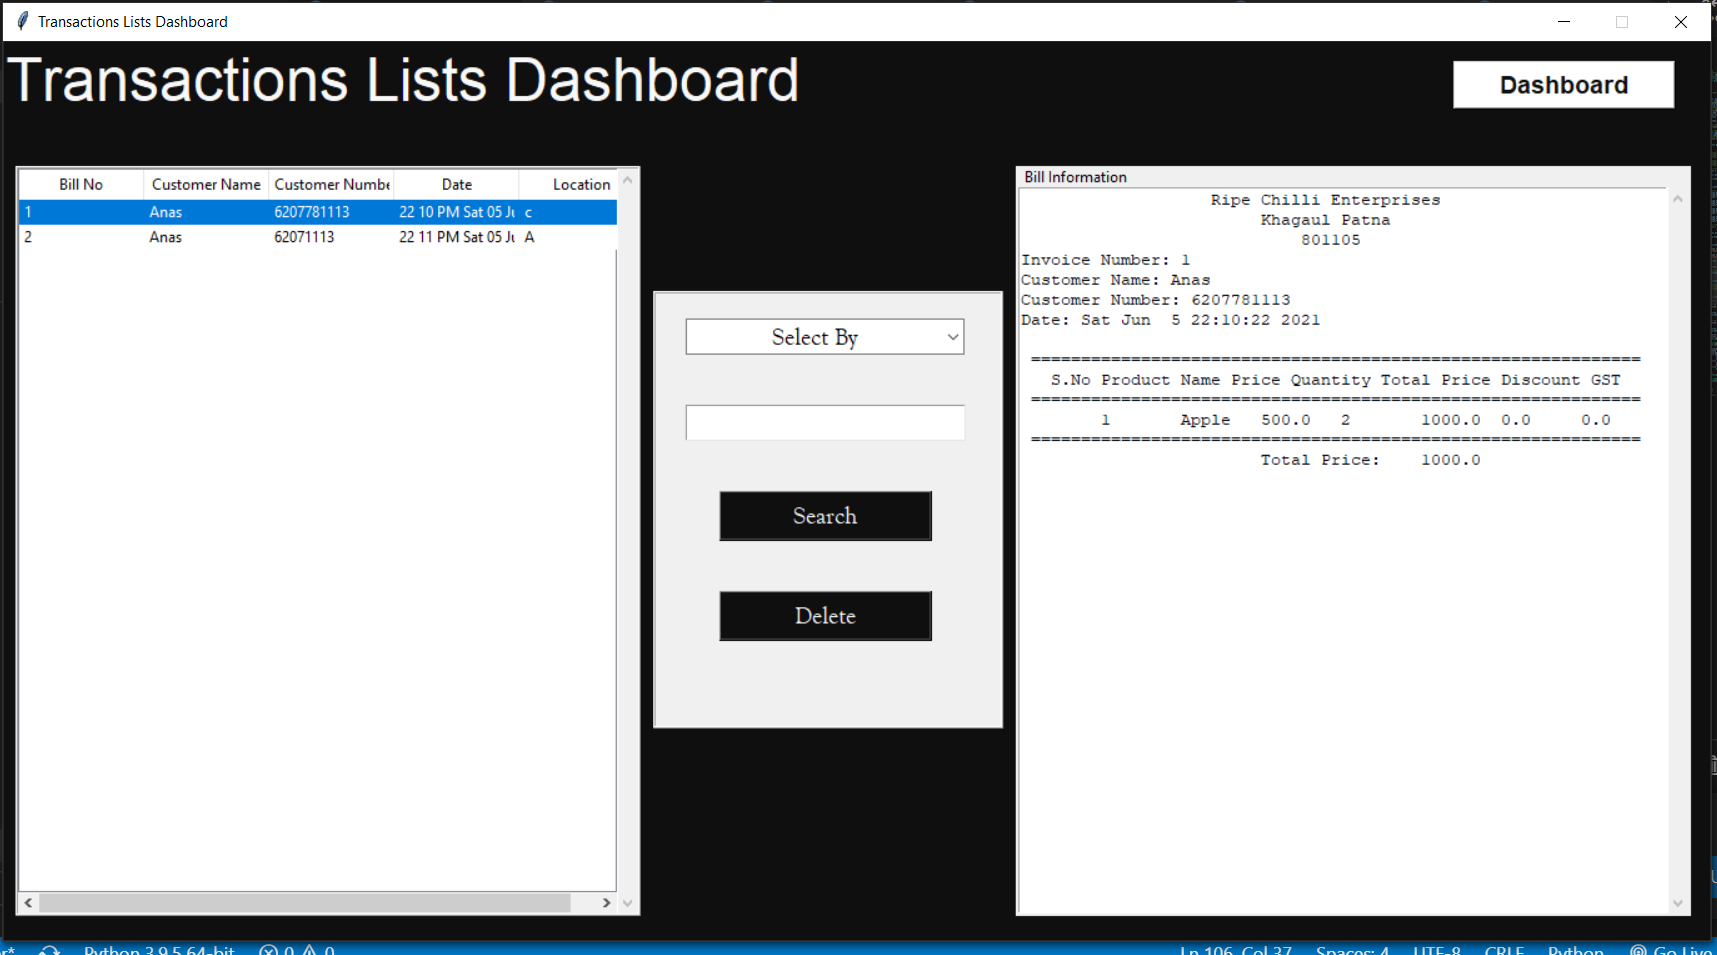 Transactions Lists Dashboard
Transactions Lists Dashboard
Dashboard
Bill No Customer Name Customer Numbe Date Location
1 Anas 6207781113 22 10 PM Sat 05 Ju c
2 Anas 62071113 22 11 PM Sat 05 Ju A
Select By
Search
Delete
Bill Information
Ripe Chilli Enterprises
Khagaul Patna
801105
Invoice Number: 1
Customer Name: Anas
Customer Number: 6207781113
Date: Sat Jun  5 22:10:22 2021
=============================================================
S.No Product Name Price Quantity Total Price Discount GST
=============================================================
1 Apple 500.0 2 1000.0 0.0 0.0
=============================================================
Total Price: 1000.0
r* Python 3.9.5 64-bit 0 0 Ln 106, Col 37 Spaces: 4 UTF-8 CRLF Python Go Live